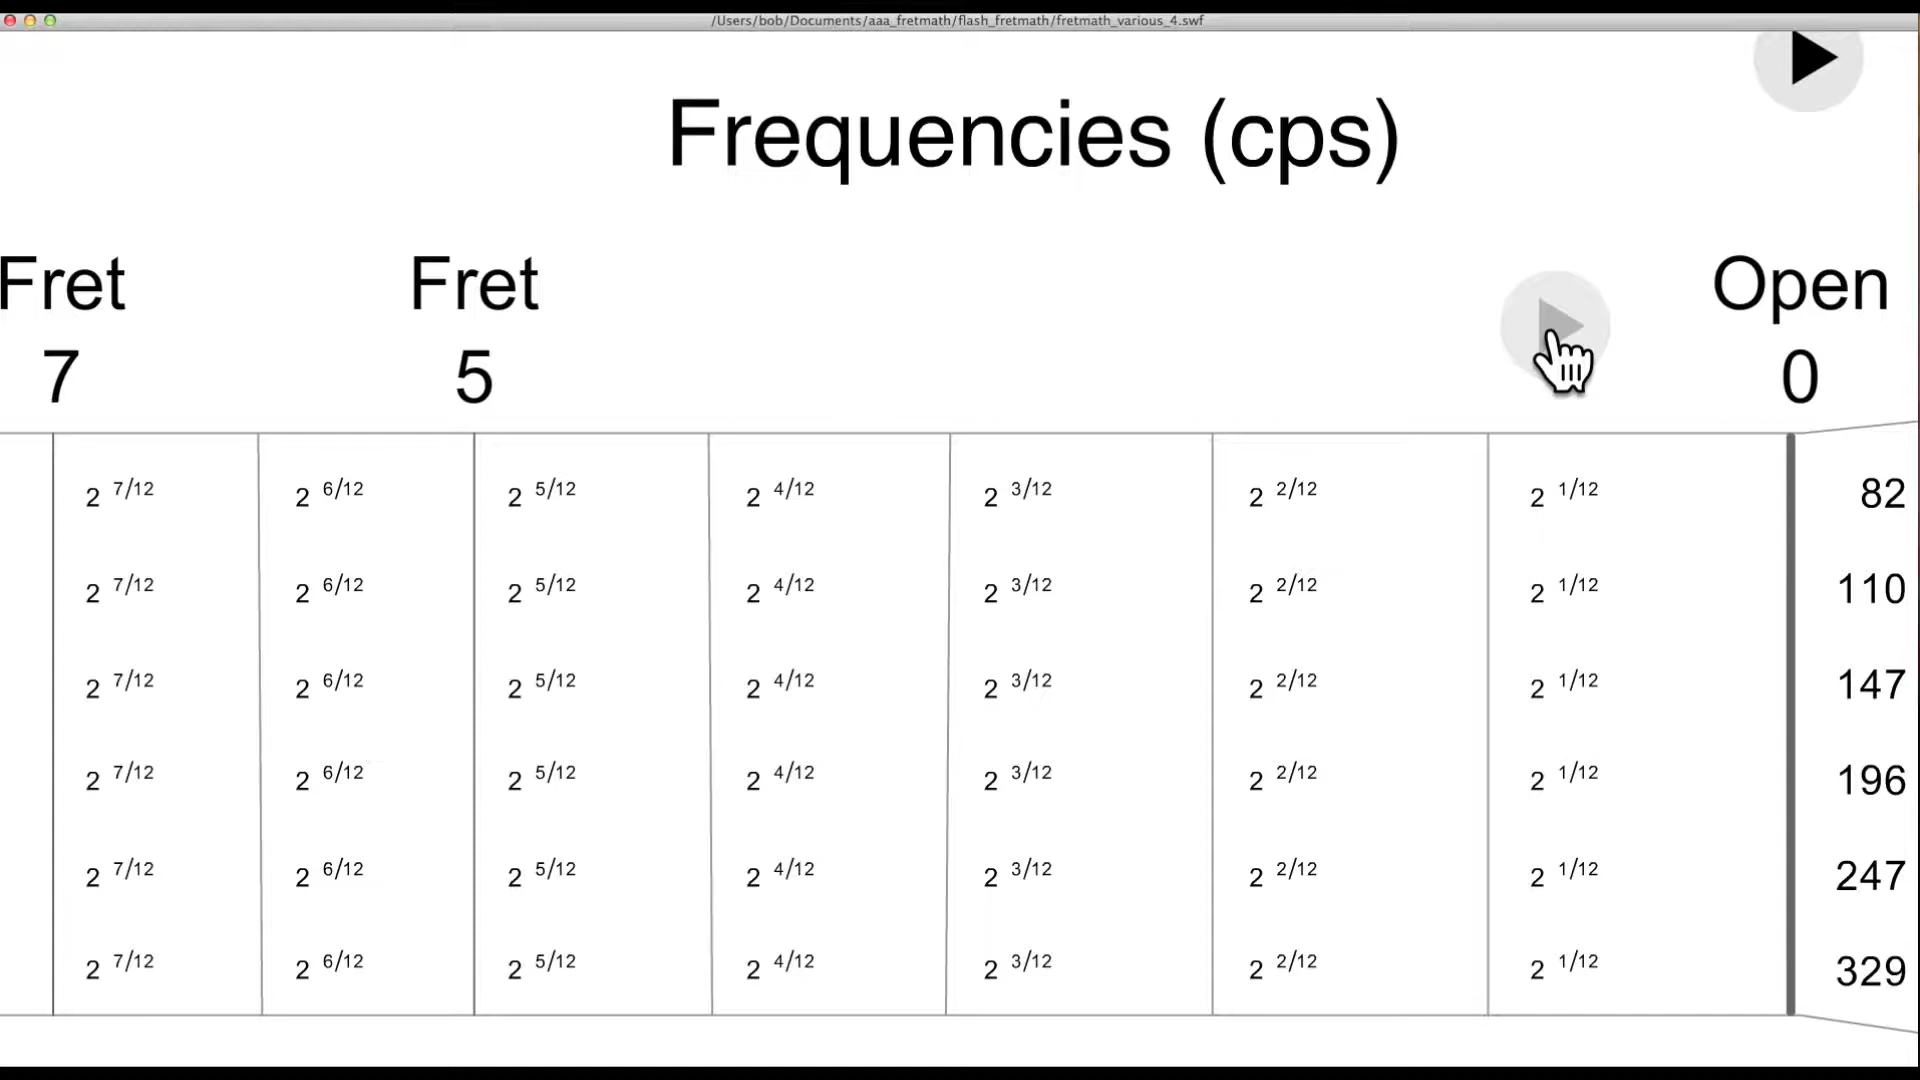 /Users/bob/Documents/aaa_fretmath/flash_fretmath/fretmath_various_4.swf
Frequencies (cps)
Fret Fret Open
7 5 0
2 7/12 2 6/12 2 5/12 2 4/12 2 3/12 2 2/12 2 1/12 82
2 7/12 2 6/12 2 5/12 2 4/12 2 3/12 2 2/12 2 1/12 110
2 7/12 2 6/12 2 5/12 2 4/12 2 3/12 2 2/12 2 1/12 147
2 7/12 2 6/12 2 5/12 2 4/12 2 3/12 2 2/12 2 1/12 196
2 7/12 2 6/12 2 5/12 2 4/12 2 3/12 2 2/12 2 1/12 247
2 7/12 2 6/12 2 5/12 2 4/12 2 3/12 2 2/12 2 1/12 329